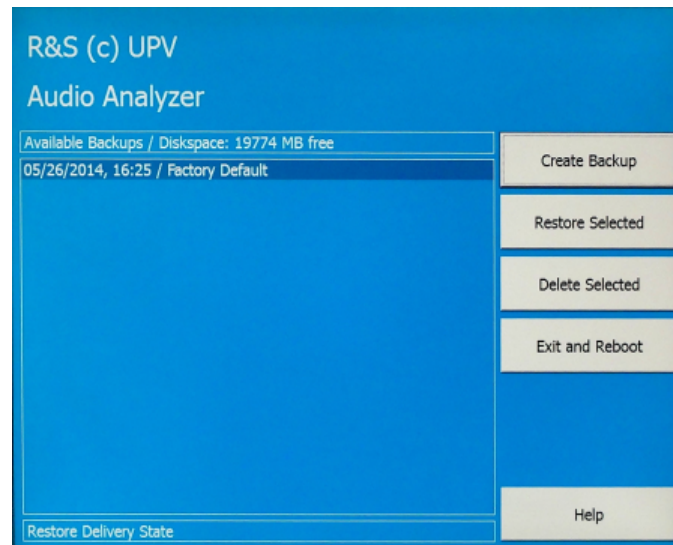 R&S (c) UPV
Audio Analyzer
Available Backups / Diskspace: 19774 MB free
05/26/2014, 16:25 / Factory Default
Create Backup
Restore Selected
Delete Selected
Exit and Reboot
Help
Restore Delivery State